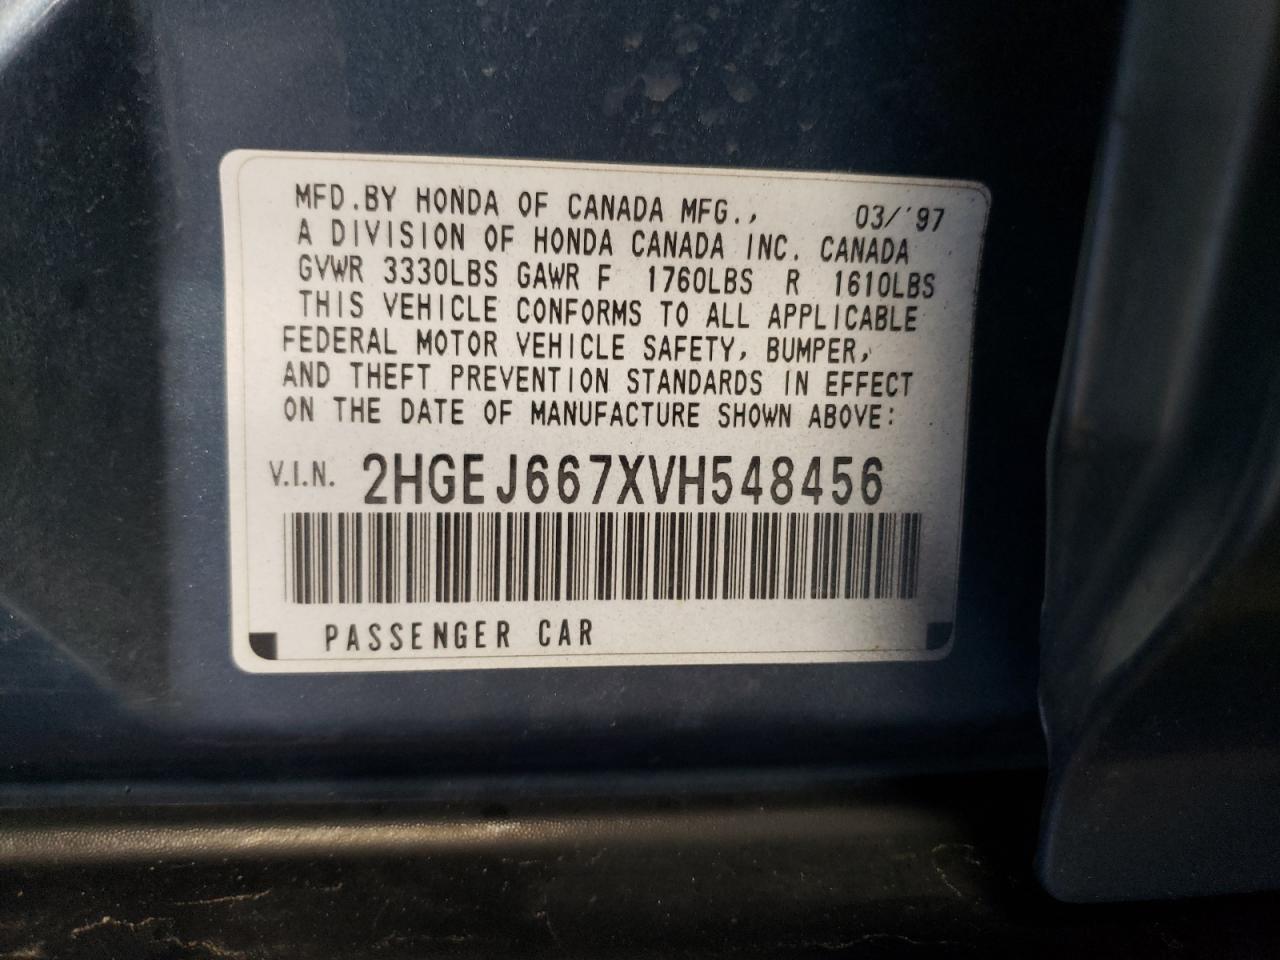 MFD.BY HONDA OF CANADA MFG., 03/'97
A DIVISION OF HONDA CANADA INC. CANADA
GVWR 3330LBS GAWR F 1760LBS R 1610LBS
THIS VEHICLE CONFORMS TO ALL APPLICABLE
FEDERAL MOTOR VEHICLE SAFETY, BUMPER,
AND THEFT PREVENTION STANDARDS IN EFFECT
ON THE DATE OF MANUFACTURE SHOWN ABOVE:
V.I.N. 2HGEJ667XVH548456
PASSENGER CAR